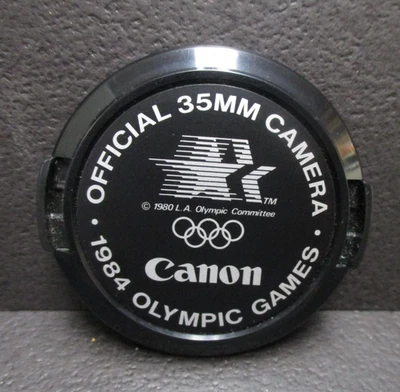 · OFFICIAL 35MM CAMERA ·
TM
© 1980 L.A. Olympic Committee
Canon
1984 OLYMPIC GAMES